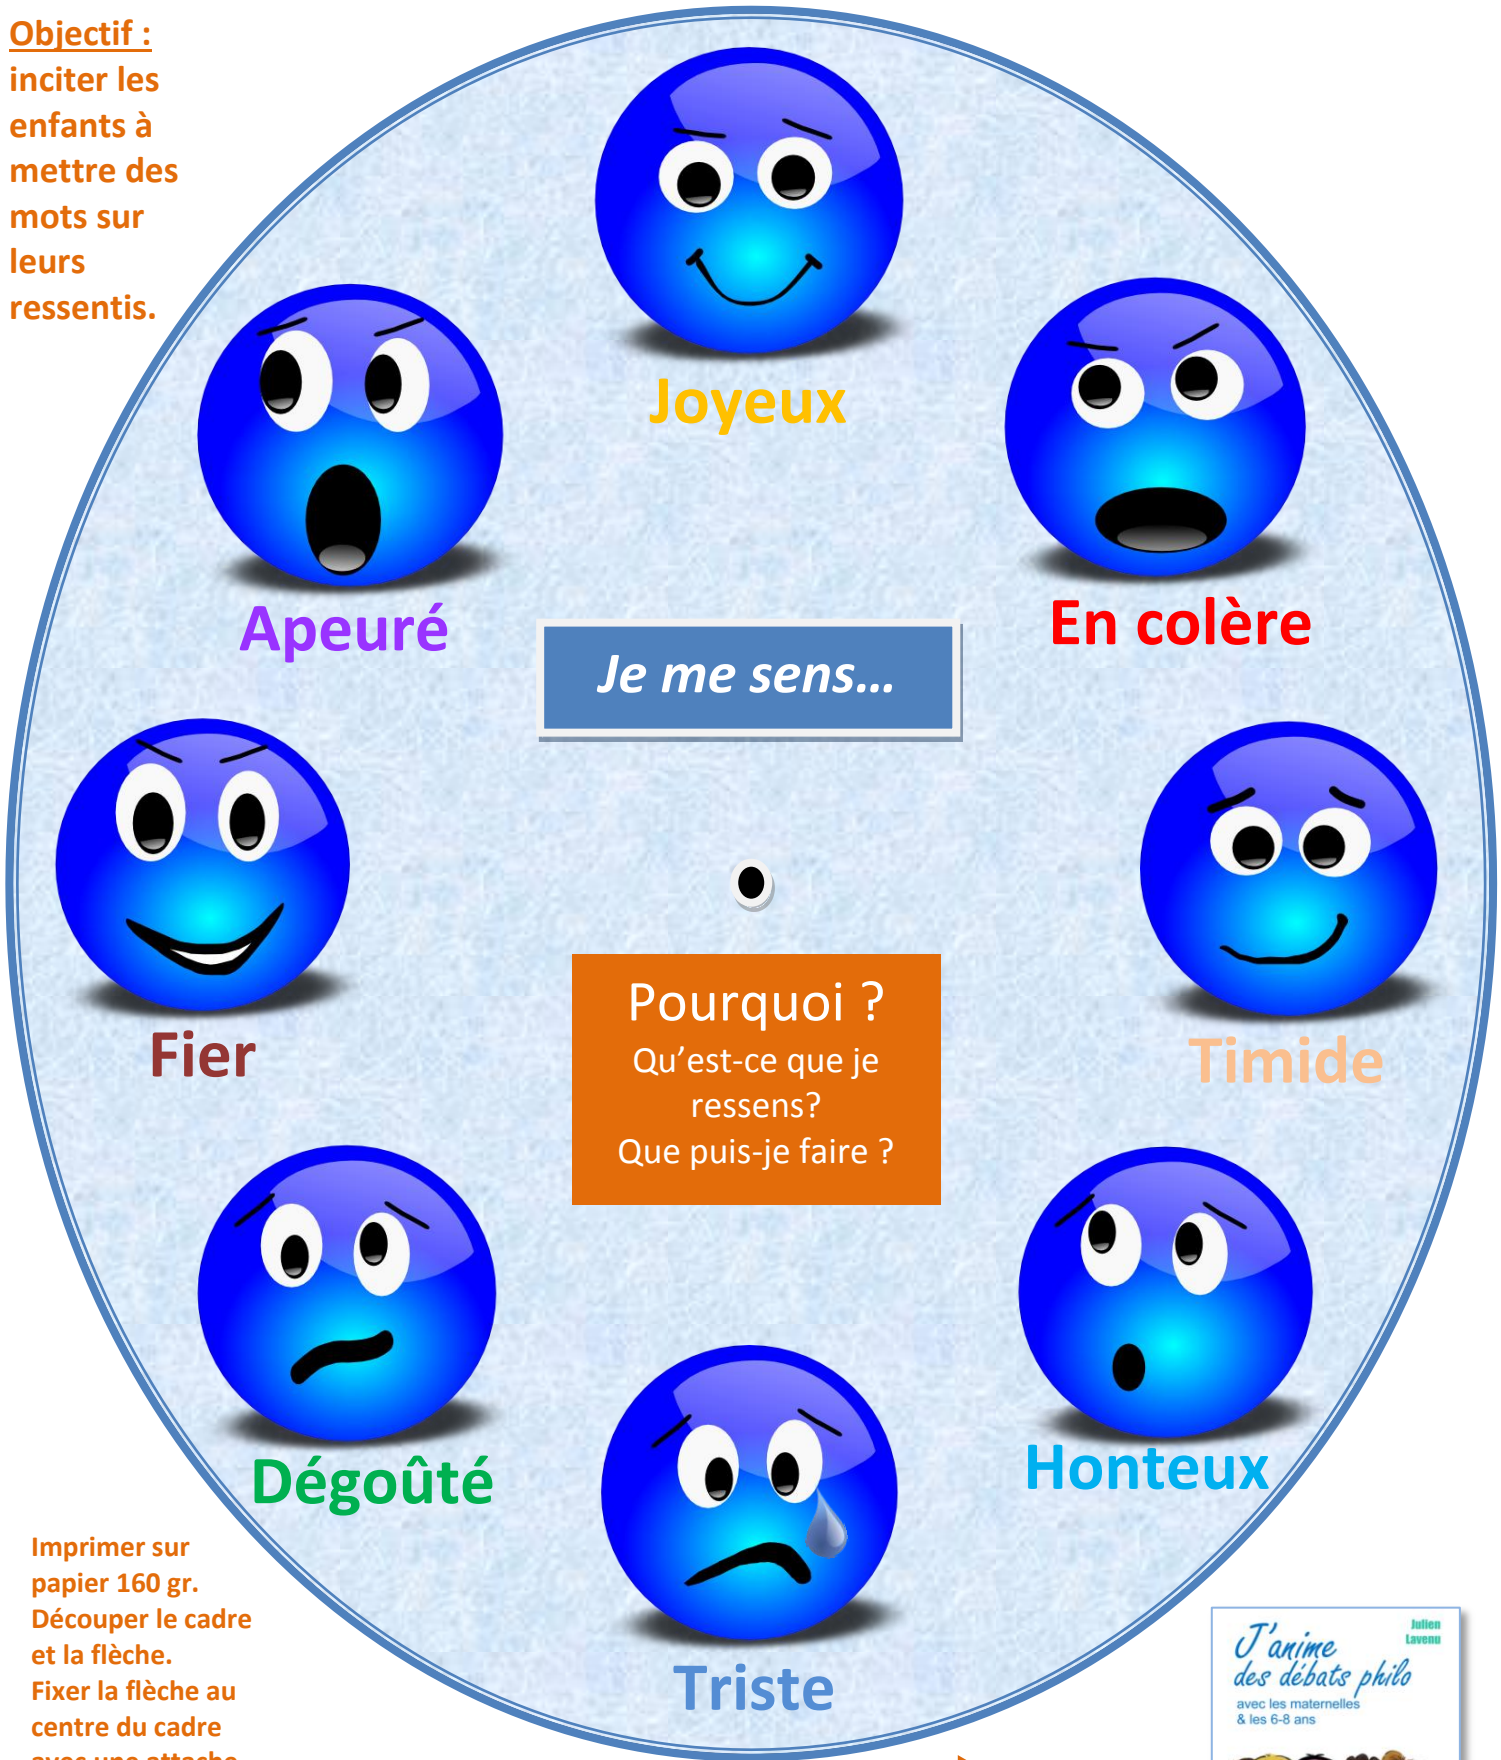 Objectif :
inciter les
enfants à
mettre des
mots sur
leurs
ressentis.
Joyeux
Apeuré
En colère
Je me sens...
Fier
Timide
Pourquoi ?
Qu'est-ce que je
ressens?
Que puis-je faire ?
Dégoûté
Honteux
Triste
Imprimer sur
papier 160 gr.
Découper le cadre
et la flèche.
Fixer la flèche au
centre du cadre
avec une attache
J'anime
des débats philo
Julien
Lavenu
avec les maternelles
& les 6-8 ans